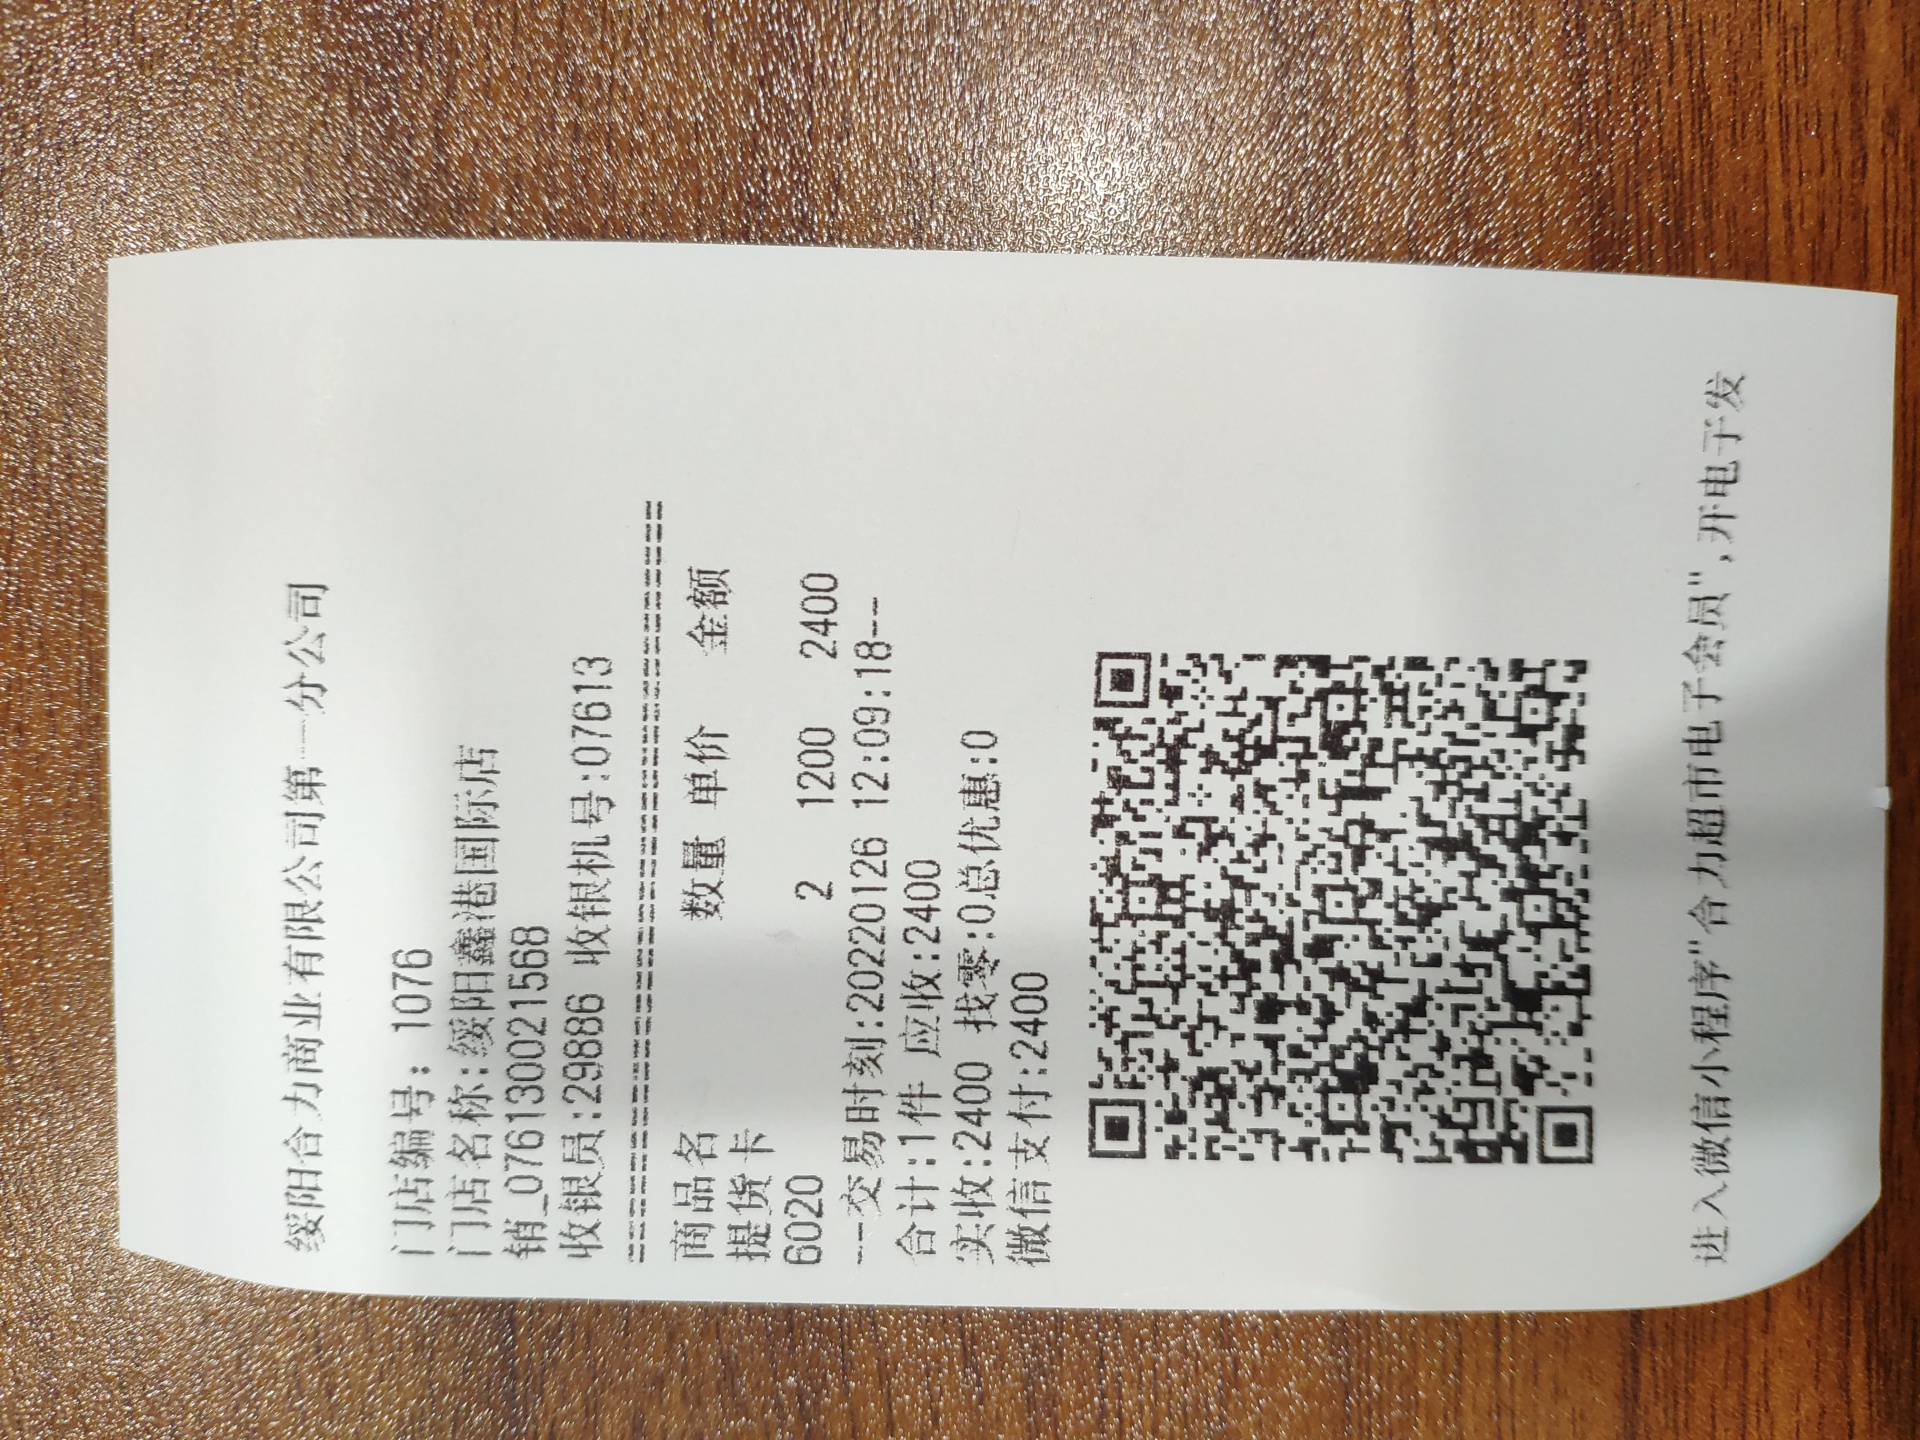 绥阳合力商业有限公司第一分公司
门店编号: 1076
门店名称:绥阳鑫港国际店
销_0761300021568
收银员:29886 收银机号:07613
================================
商品名 数量 单价 金额
提货卡
6020 2 1200 2400
--交易时刻:20220126 12:09:18--
合计:1件 应收:2400
实收:2400 找零:0总优惠:0
微信支付:2400
进入微信小程序"合力超市电子会员",开电子发